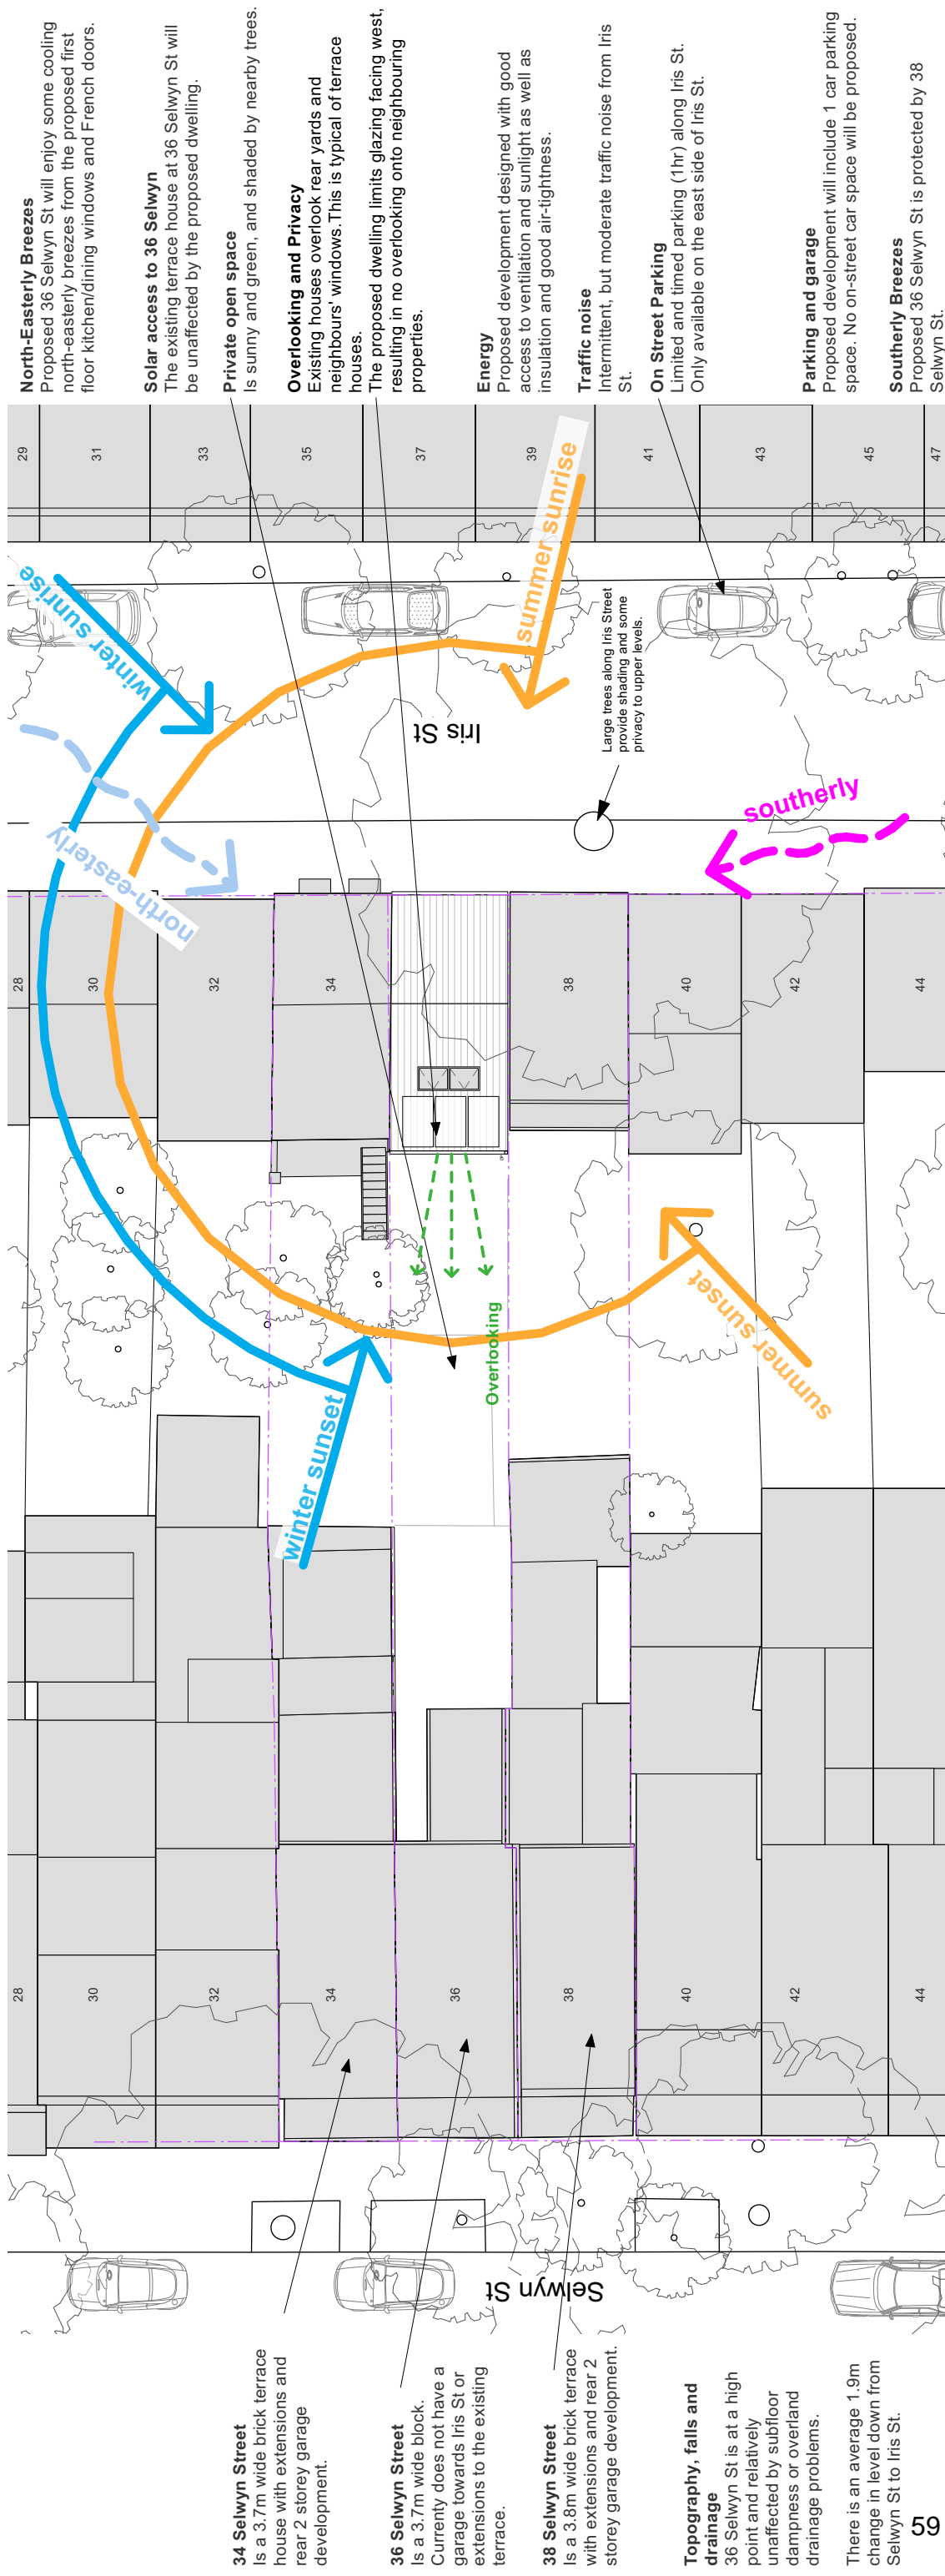 North-Easterly Breezes
Proposed 36 Selwyn St will enjoy some cooling
north-easterly breezes from the proposed first
floor kitchen/dining windows and French doors.
Solar access to 36 Selwyn
The existing terrace house at 36 Selwyn St will
be unaffected by the proposed dwelling.
Private open space
Is sunny and green, and shaded by nearby trees.
Overlooking and Privacy
Existing houses overlook rear yards and
neighbours' windows. This is typical of terrace
houses.
The proposed dwelling limits glazing facing west,
resulting in no overlooking onto neighbouring
properties.
Energy
Proposed development designed with good
access to ventilation and sunlight as well as
insulation and good air-tightness.
Traffic noise
Intermittent, but moderate traffic noise from Iris
St.
On Street Parking
Limited and timed parking (1hr) along Iris St.
Only available on the east side of Iris St.
Parking and garage
Proposed development will include 1 car parking
space. No on-street car space will be proposed.
Southerly Breezes
Proposed 36 Selwyn St is protected by 38
Selwyn St.
29
31
33
35
37
39
41
43
45
47
winter sunrise
summer sunrise
Iris St
Large trees along Iris Street
provide shading and some
privacy to upper levels.
north-easterly
southerly
28
30
32
34
38
40
42
44
Overlooking
winter sunset
summer sunset
28
30
32
34
36
38
40
42
44
Selwyn St
34 Selwyn Street
Is a 3.7m wide brick terrace
house with extensions and
rear 2 storey garage
development.
36 Selwyn Street
Is a 3.7m wide block.
Currently does not have a
garage towards Iris St or
extensions to the existing
terrace.
38 Selwyn Street
Is a 3.8m wide brick terrace
with extensions and rear 2
storey garage development.
Topography, falls and
drainage
36 Selwyn St is at a high
point and relatively
unaffected by subfloor
dampness or overland
drainage problems.
There is an average 1.9m
change in level down from
Selwyn St to Iris St.
59